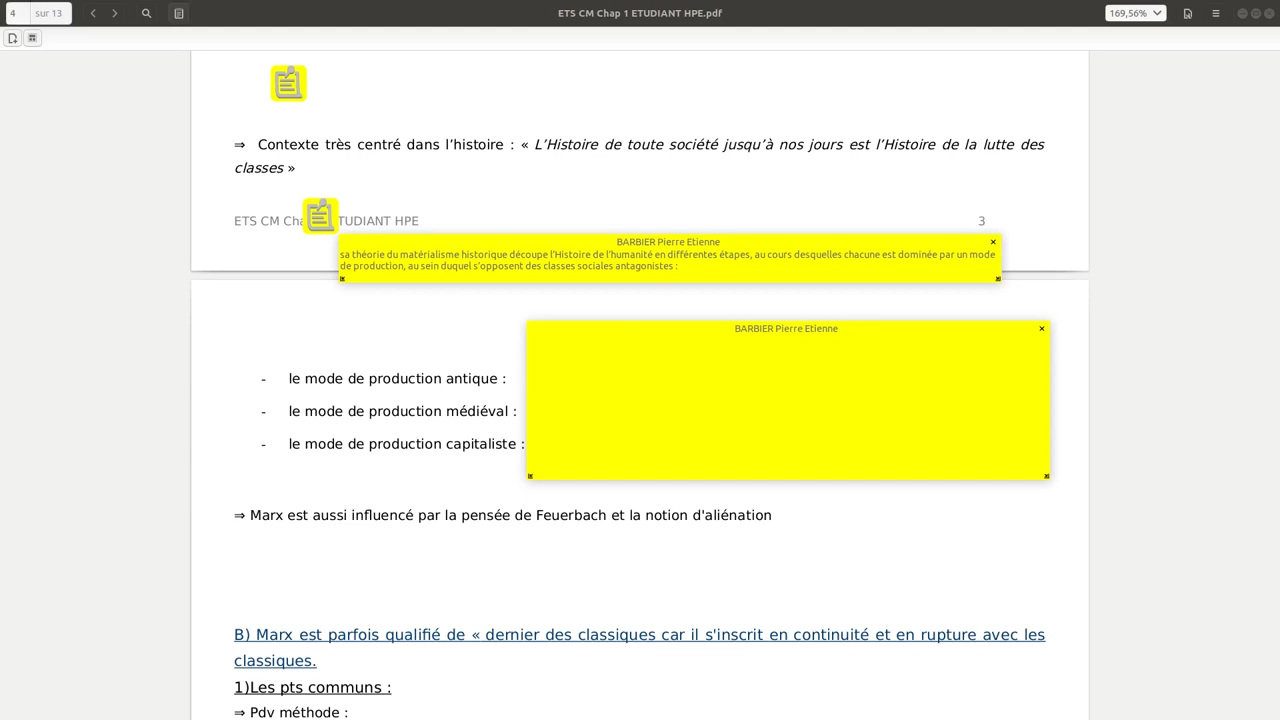 4 sur 13 ETS CM Chap 1 ETUDIANT HPE.pdf 169,56%
⇒ Contexte très centré dans l’histoire : « L’Histoire de toute société jusqu’à nos jours est l’Histoire de la lutte des
classes »
ETS CM Cha TUDIANT HPE 3
BARBIER Pierre Etienne
sa théorie du matérialisme historique découpe l'Histoire de l'humanité en différentes étapes, au cours desquelles chacune est dominée par un mode
de production, au sein duquel s'opposent des classes sociales antagonistes :
BARBIER Pierre Etienne
- le mode de production antique :
- le mode de production médiéval :
- le mode de production capitaliste :
⇒ Marx est aussi influencé par la pensée de Feuerbach et la notion d'aliénation
B) Marx est parfois qualifié de « dernier des classiques car il s'inscrit en continuité et en rupture avec les
classiques.
1)Les pts communs :
⇒ Pdv méthode :